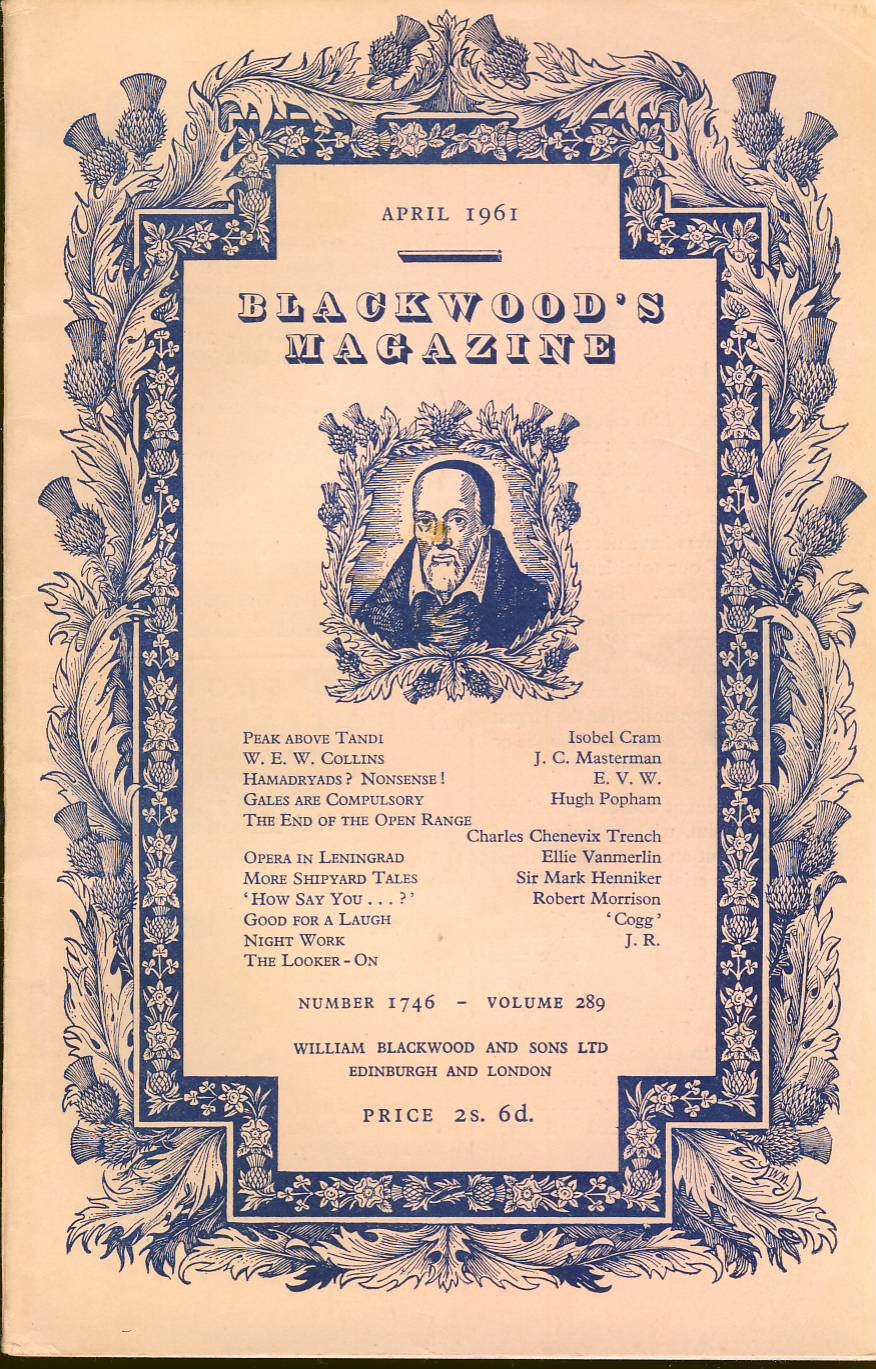 APRIL 1961
BLACKWOOD'S
MAGAZINE
PEAK ABOVE TANDI Isobel Cram
W. E. W. COLLINS J. C. Masterman
HAMADRYADS? NONSENSE! E. V. W.
GALES ARE COMPULSORY Hugh Popham
THE END OF THE OPEN RANGE
Charles Chenevix Trench
OPERA IN LENINGRAD Ellie Vanmerlin
MORE SHIPYARD TALES Sir Mark Henniker
'HOW SAY YOU . . . ?' Robert Morrison
GOOD FOR A LAUGH 'Cogg'
NIGHT WORK J. R.
THE LOOKER-ON
NUMBER 1746 - VOLUME 289
WILLIAM BLACKWOOD AND SONS LTD
EDINBURGH AND LONDON
PRICE 2s. 6d.